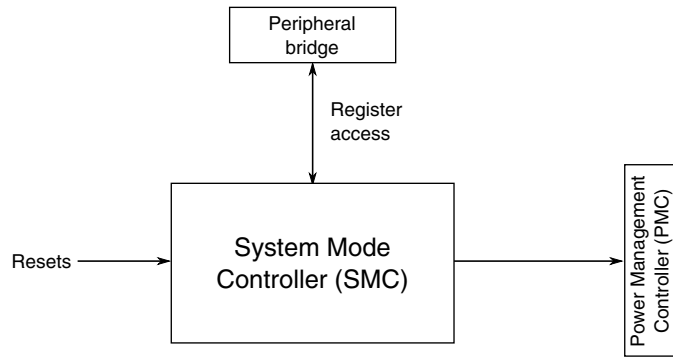 Peripheral
bridge
Register
access
System Mode
Controller (SMC)
Resets
Power Management
Controller (PMC)